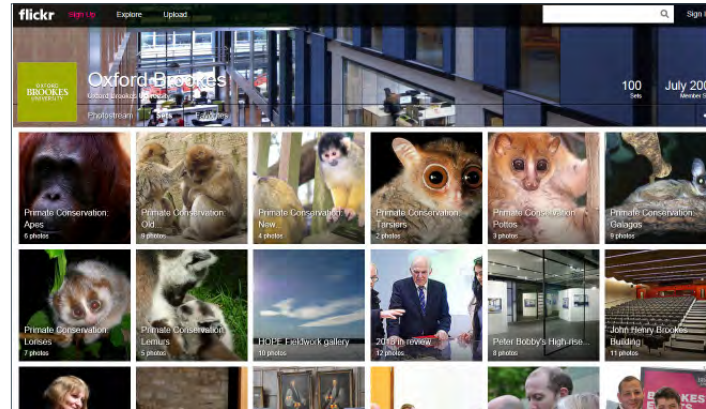 flickr Sign Up Explore Upload Sign I
OXFORD
BROOKES
UNIVERSITY
Oxford Brookes
100
Sets
July 200
Member S
Photostream Sets Favorites
Primate Conservation:
Apes
6 photos
Primate Conservation:
Old...
9 photos
Primate Conservation:
New...
4 photos
Primate Conservation:
Tarsiers
2 photos
Primate Conservation:
Pottos
3 photos
Primate Conservation:
Galagos
9 photos
Primate Conservation:
Lorises
7 photos
Primate Conservation:
Lemurs
5 photos
HOPE Fieldwork gallery
10 photos
2015 in review
12 photos
Peter Bobby's High-rise...
8 photos
John Henry Brookes
Building
11 photos